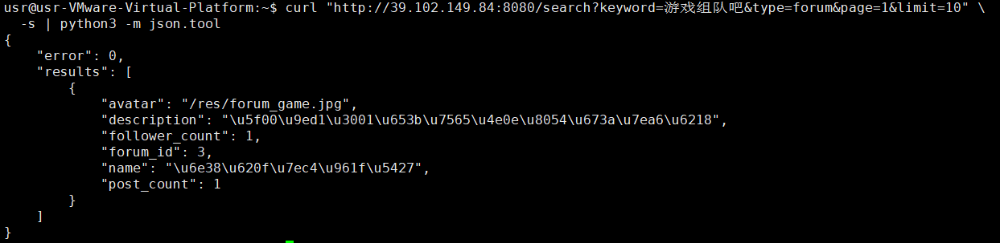 usr@usr-VMware-Virtual-Platform:~$ curl "http://39.102.149.84:8080/search?keyword=游戏组队吧&type=forum&page=1&limit=10" \
  -s | python3 -m json.tool
{
    "error": 0,
    "results": [
        {
            "avatar": "/res/forum_game.jpg",
            "description": "\u5f00\u9ed1\u3001\u653b\u7565\u4e0e\u8054\u673a\u7ea6\u6218",
            "follower_count": 1,
            "forum_id": 3,
            "name": "\u6e38\u620f\u7ec4\u961f\u5427",
            "post_count": 1
        }
    ]
}